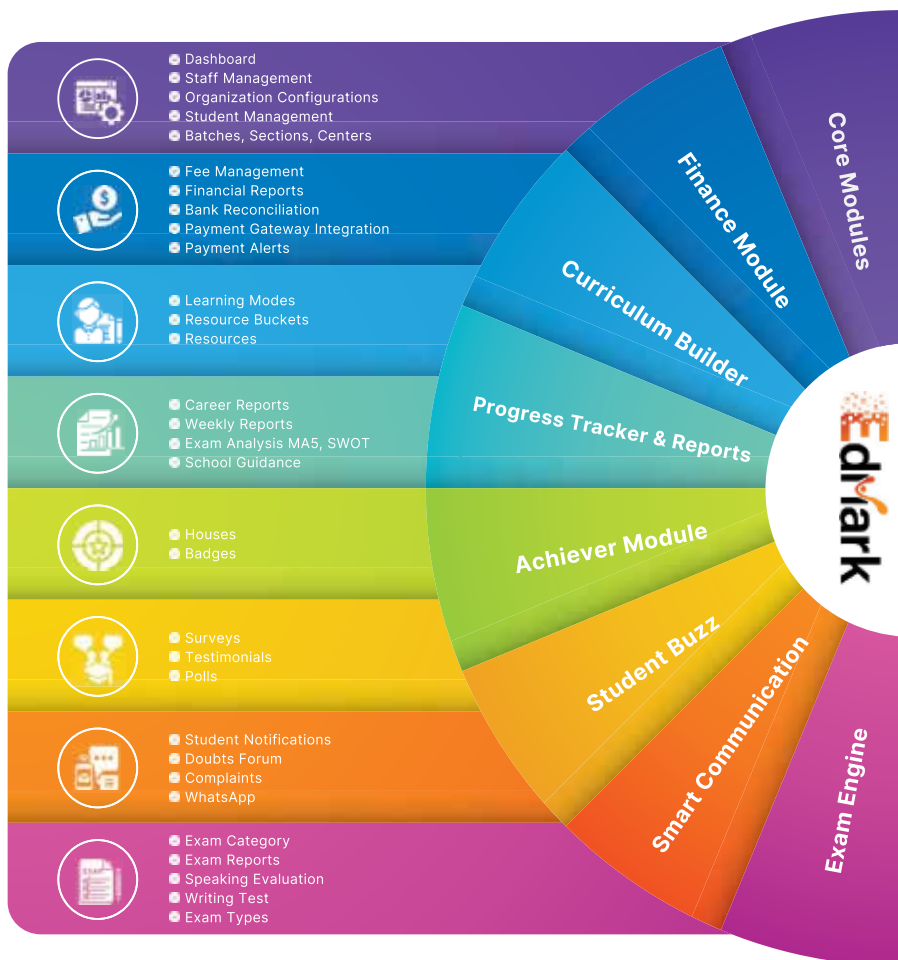 Dashboard
Staff Management
Organization Configurations
Student Management
Batches, Sections, Centers
Core Modules
Fee Management
Financial Reports
Bank Reconciliation
Payment Gateway Integration
Payment Alerts
Finance Module
Learning Modes
Resource Buckets
Resources
Curriculum Builder
Career Reports
Weekly Reports
Exam Analysis MA5, SWOT
School Guidance
Progress Tracker & Reports
Houses
Badges
Achiever Module
Surveys
Testimonials
Polls
Student Buzz
Student Notifications
Doubts Forum
Complaints
WhatsApp
Smart Communication
Exam Category
Exam Reports
Speaking Evaluation
Writing Test
Exam Types
Exam Engine
EdMark